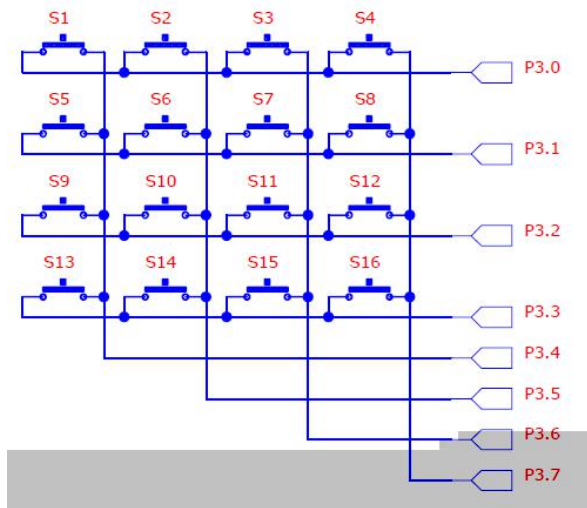 S1 S2 S3 S4
P3.0
S5 S6 S7 S8
P3.1
S9 S10 S11 S12
P3.2
S13 S14 S15 S16
P3.3
P3.4
P3.5
P3.6
P3.7